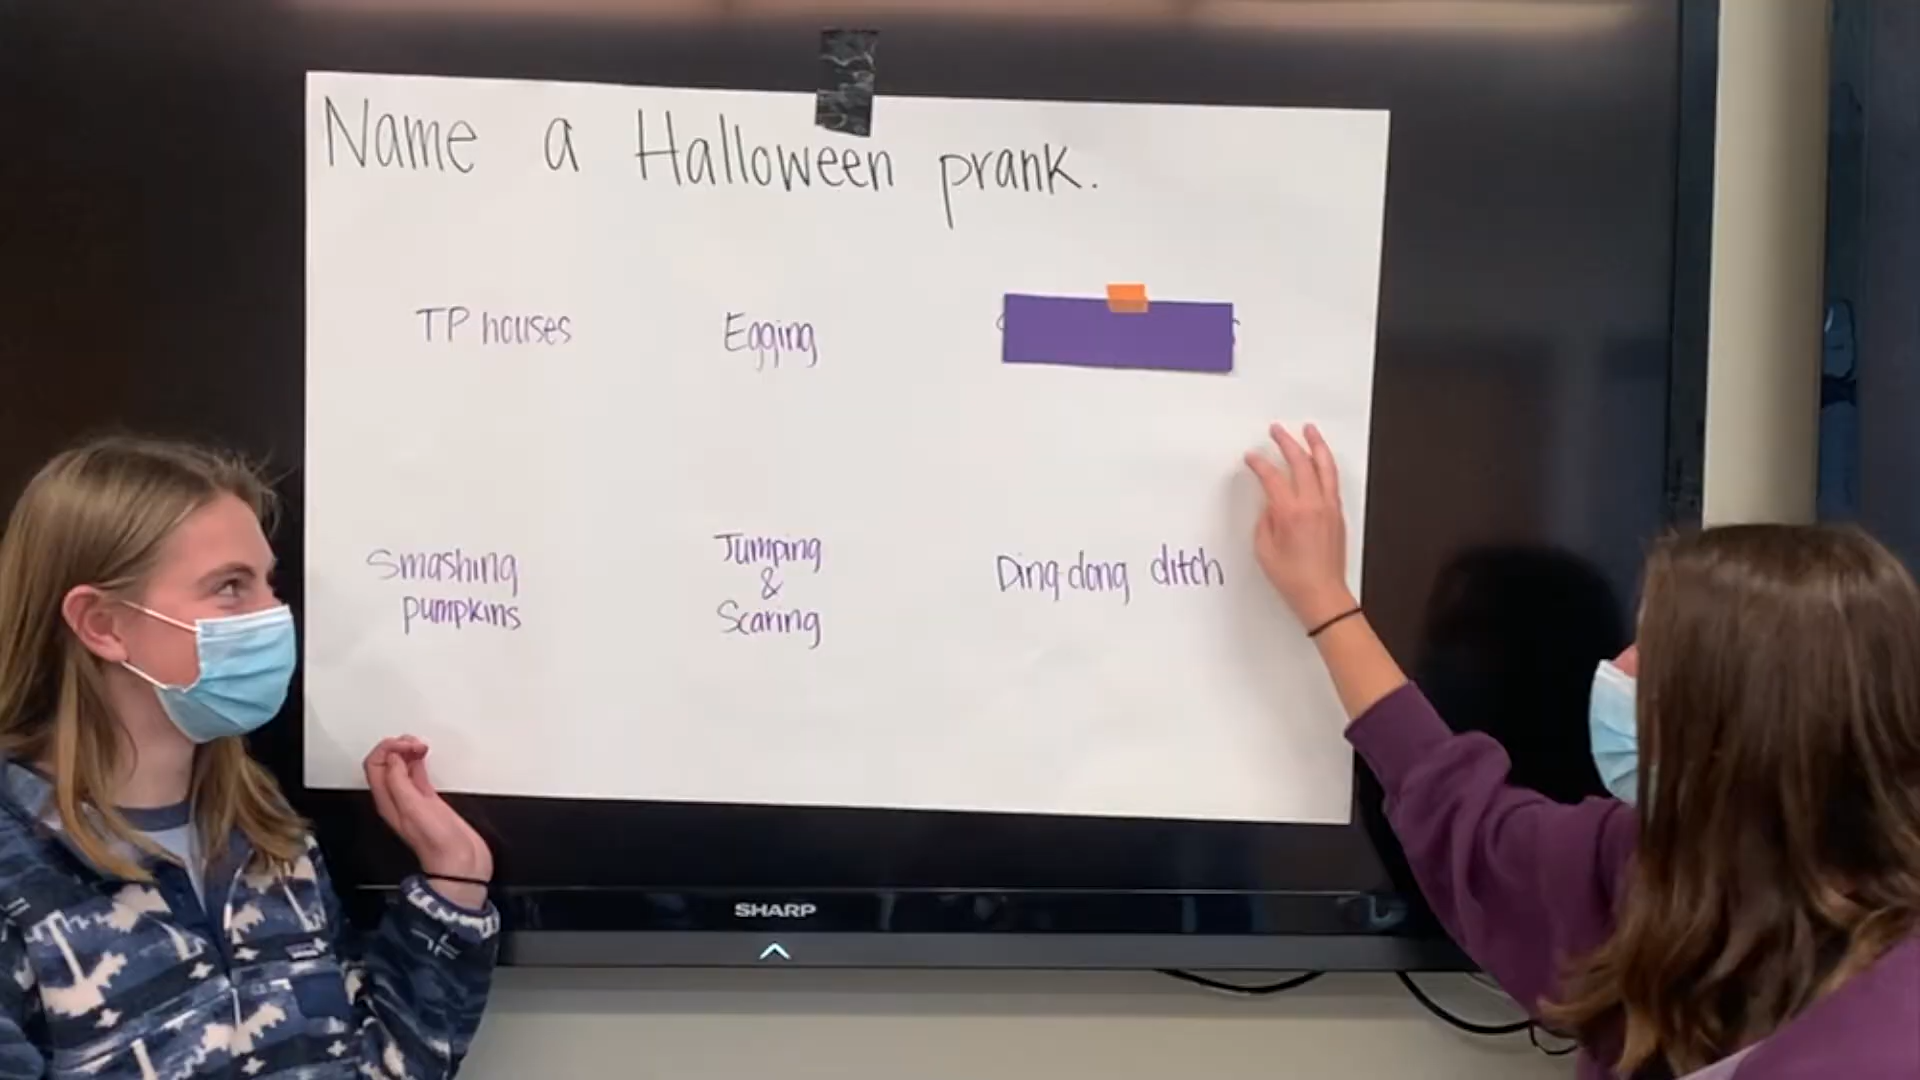 Name a Halloween prank.
TP houses
Egging
Smashing
pumpkins
Jumping
&
Scaring
Ding dong ditch
SHARP